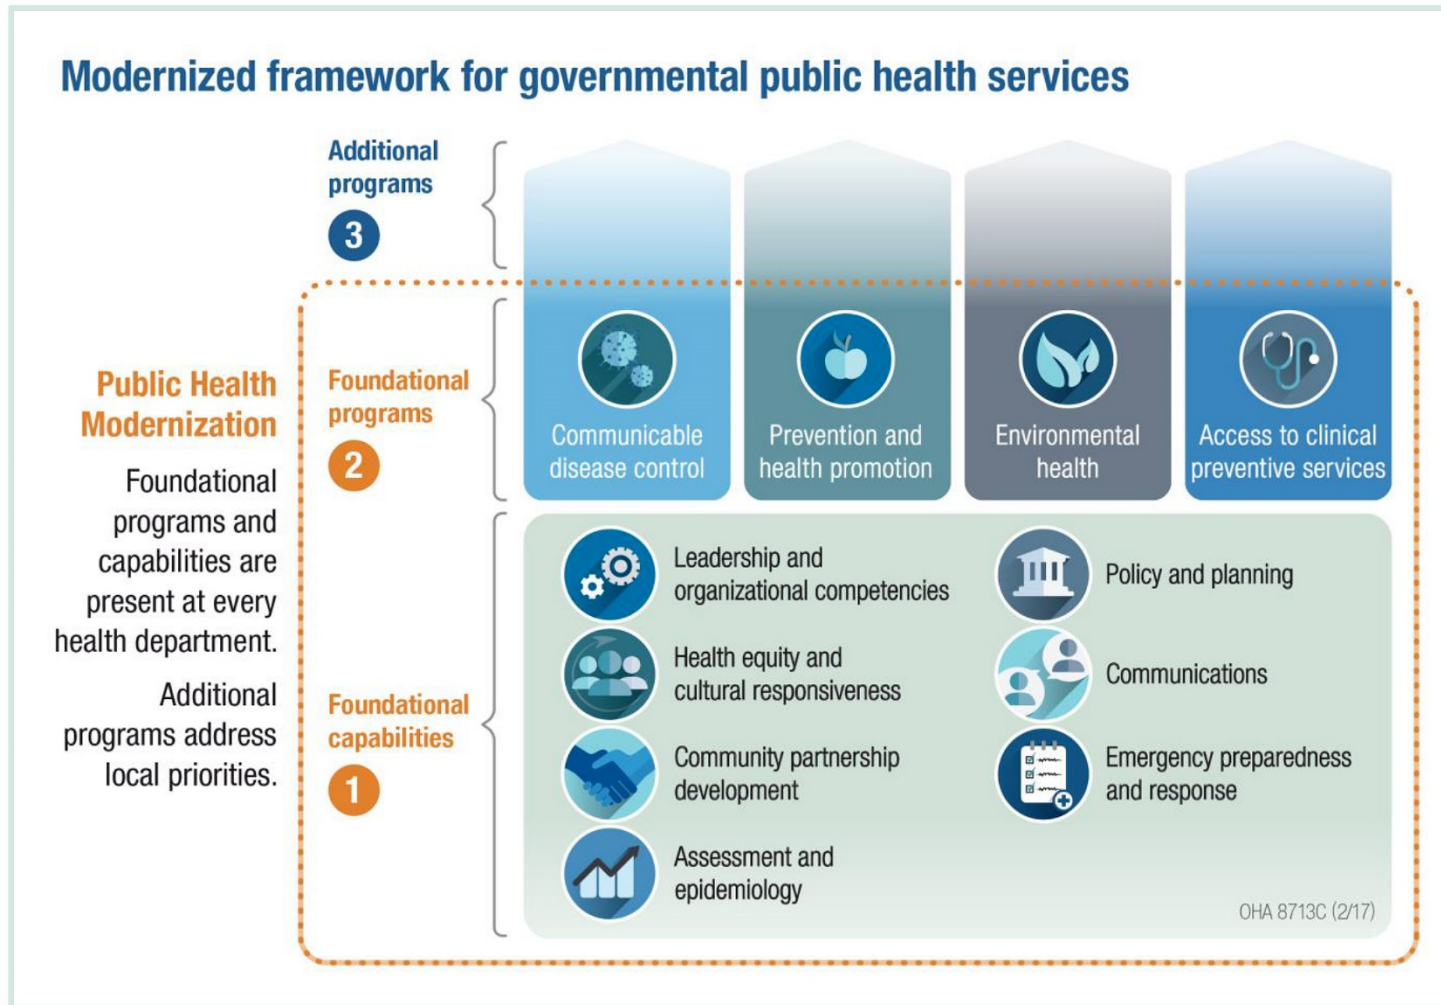 Modernized framework for governmental public health services
Additional
programs
3
Public Health
Modernization
Foundational
programs and
capabilities are
present at every
health department.
Additional
programs address
local priorities.
Foundational
programs
2
Communicable
disease control
Prevention and
health promotion
Environmental
health
Access to clinical
preventive services
Foundational
capabilities
1
Leadership and
organizational competencies
Health equity and
cultural responsiveness
Community partnership
development
Assessment and
epidemiology
Policy and planning
Communications
Emergency preparedness
and response
OHA 8713C (2/17)